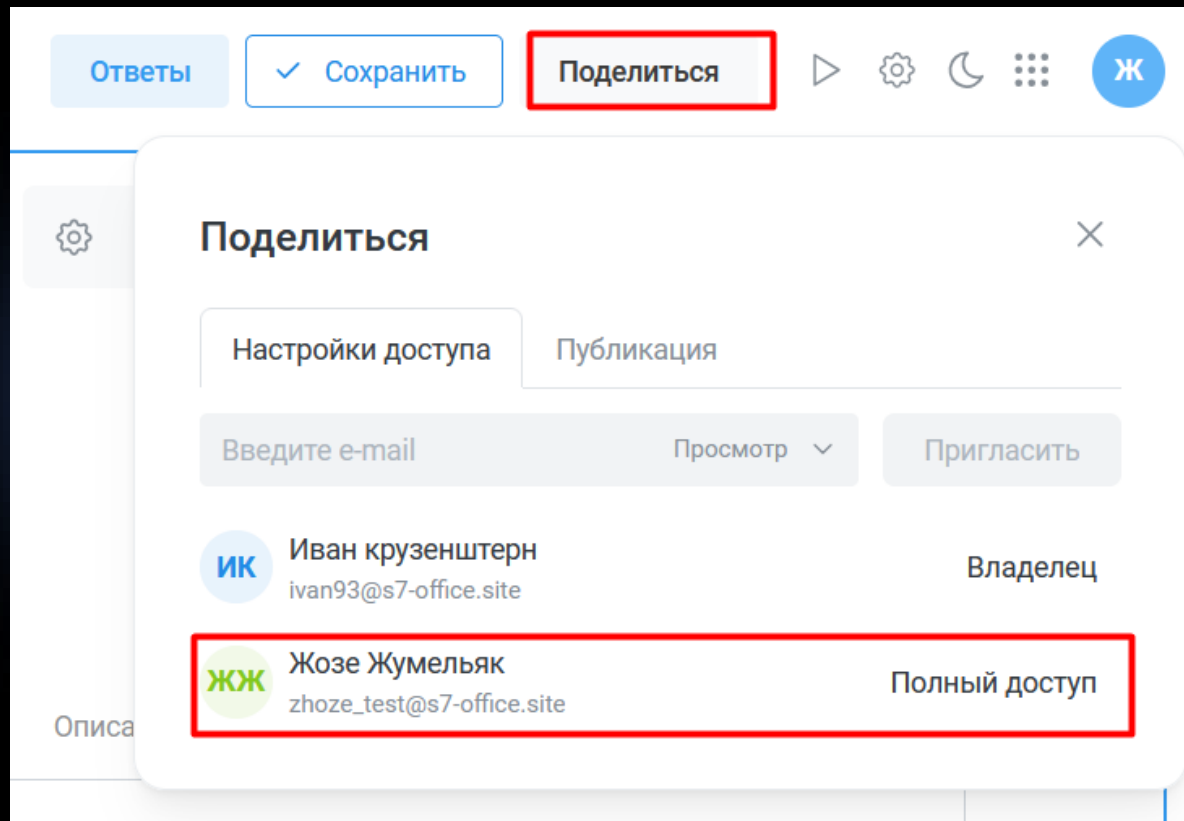 Ответы Сохранить Поделиться Ж
Поделиться
Настройки доступа Публикация
Введите e-mail Просмотр Пригласить
ИК Иван крузенштерн Владелец
ivan93@s7-office.site
ЖЖ Жозе Жумельяк Полный доступ
zhoze_test@s7-office.site
Описа